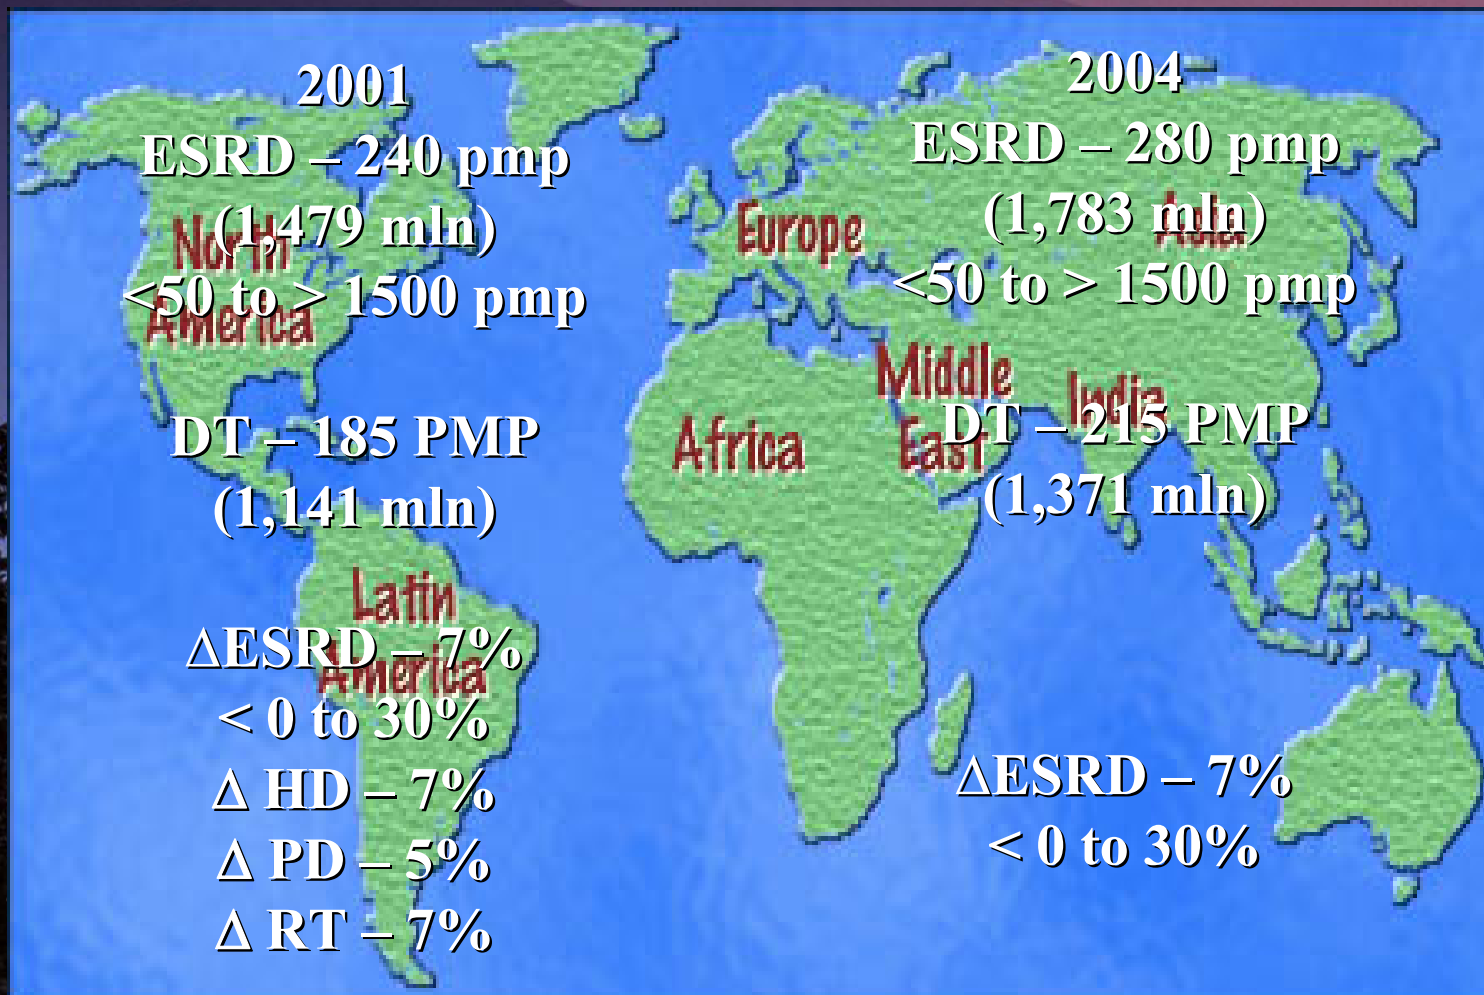 2001
ESRD – 240 pmp
(1,479 mln)
<50 to > 1500 pmp
DT – 185 PMP
(1,141 mln)
∆ESRD – 7%
< 0 to 30%
∆ HD – 7%
∆ PD – 5%
∆ RT – 7%
2004
ESRD – 280 pmp
(1,783 mln)
<50 to > 1500 pmp
DT – 215 PMP
(1,371 mln)
∆ESRD – 7%
< 0 to 30%
North
America
Europe
Asia
Middle
East
India
Africa
Latin
America